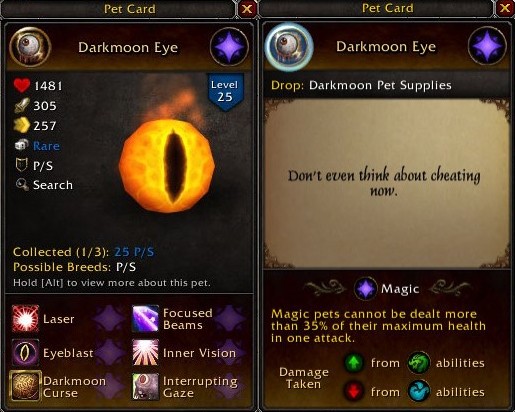 Pet Card
Darkmoon Eye
1481
305
257
Rare
P/S
Search
Level
25
Collected (1/3): 25 P/S
Possible Breeds: P/S
Hold [Alt] to view more about this pet.
Laser
Focused
Beams
Eyeblast
Inner Vision
Darkmoon
Curse
Interrupting
Gaze
Pet Card
Darkmoon Eye
Drop: Darkmoon Pet Supplies
Don't even think about cheating
now.
Magic
Magic pets cannot be dealt more
than 35% of their maximum health
in one attack.
Damage
Taken
from abilities
from abilities